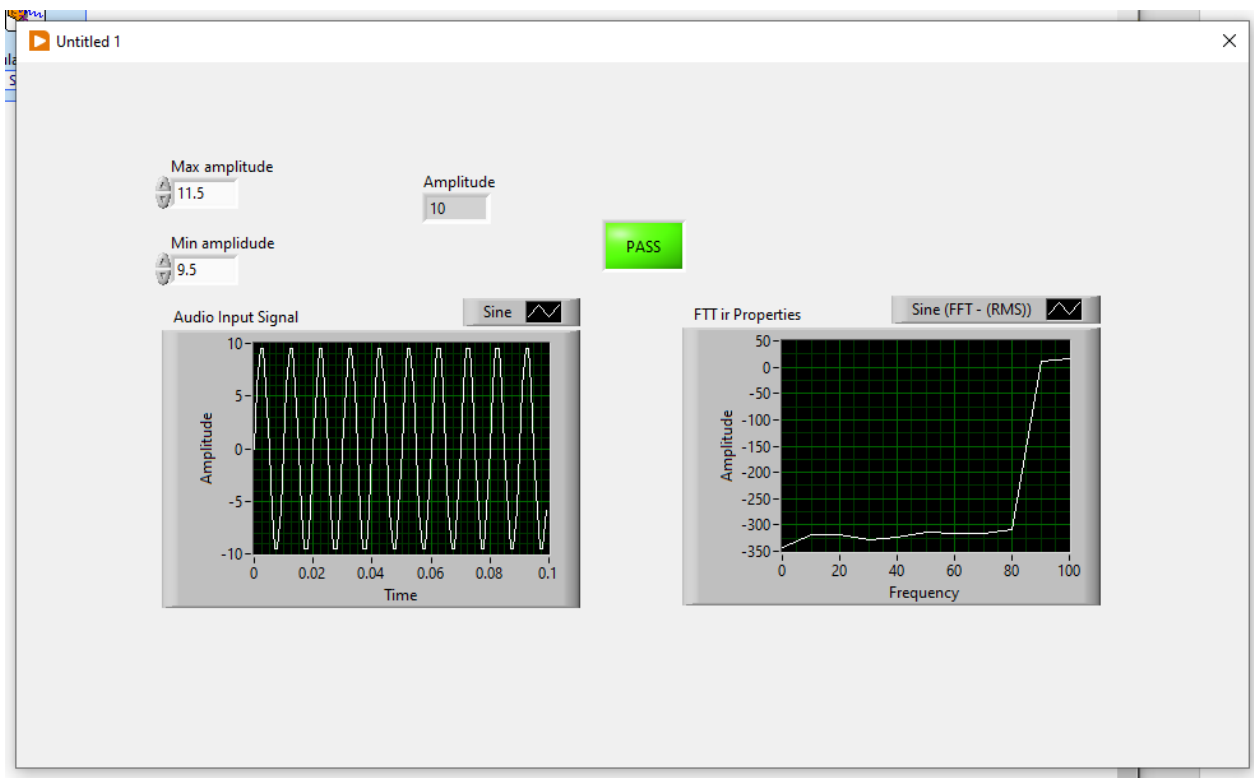 Untitled 1
Max amplitude
11.5
Amplitude
10
Min amplidude
9.5
PASS
Audio Input Signal
Sine
10
5
0
-5
-10
Amplitude
0 0.02 0.04 0.06 0.08 0.1
Time
FTT ir Properties
Sine (FFT - (RMS))
50
0
-50
-100
-150
-200
-250
-300
-350
Amplitude
0 20 40 60 80 100
Frequency